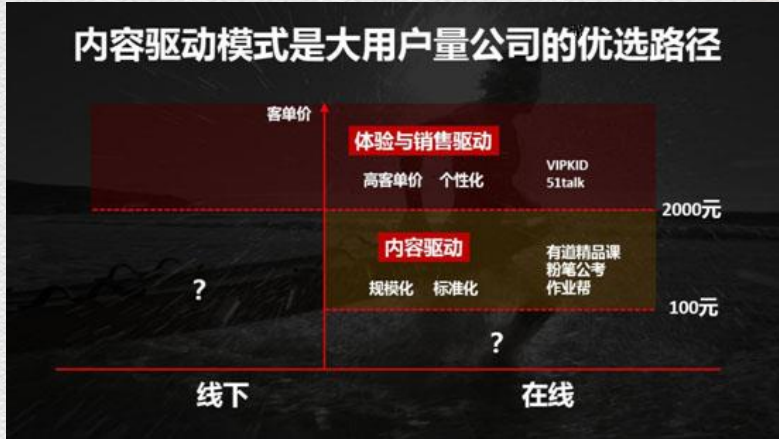 内容驱动模式是大用户量公司的优选路径
客单价
体验与销售驱动
高客单价 个性化
VIPKID
51talk
2000元
内容驱动
规模化 标准化
有道精品课
粉笔公考
作业帮
?
100元
?
线下
在线